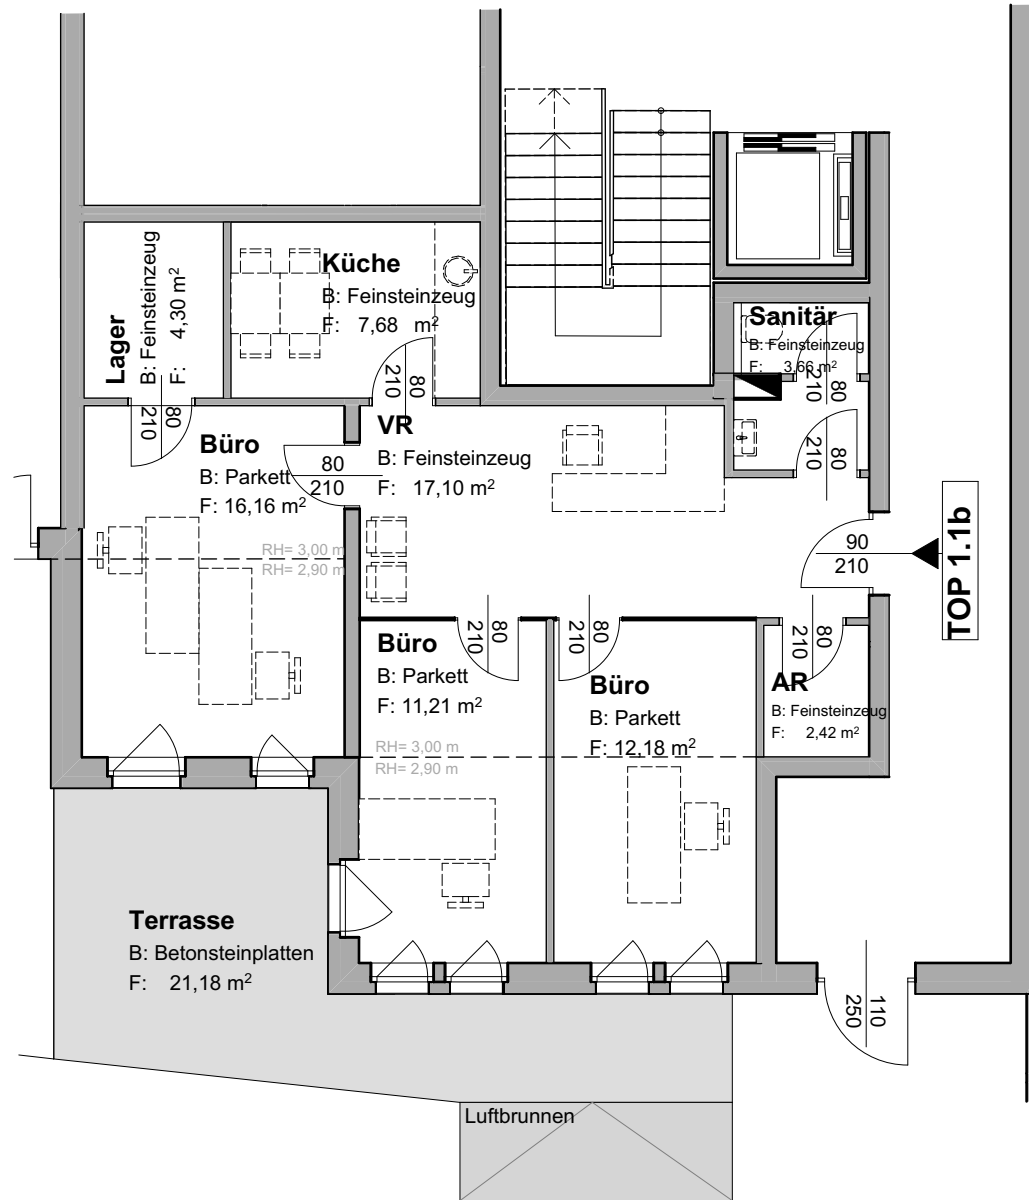 Lager
B: Feinsteinzeug
F: 4,30 m²
Küche
B: Feinsteinzeug
F: 7,68 m²
Sanitär
B: Feinsteinzeug
F: 3,66 m²
80
210
80
210
80
210
80
210
Büro
B: Parkett
F: 16,16 m²
80
210
VR
B: Feinsteinzeug
F: 17,10 m²
RH= 3,00 m
RH= 2,90 m
90
210
TOP 1.1b
80
210
80
210
80
210
Büro
B: Parkett
F: 11,21 m²
Büro
B: Parkett
F: 12,18 m²
AR
B: Feinsteinzeug
F: 2,42 m²
RH= 3,00 m
RH= 2,90 m
Terrasse
B: Betonsteinplatten
F: 21,18 m²
110
250
Luftbrunnen